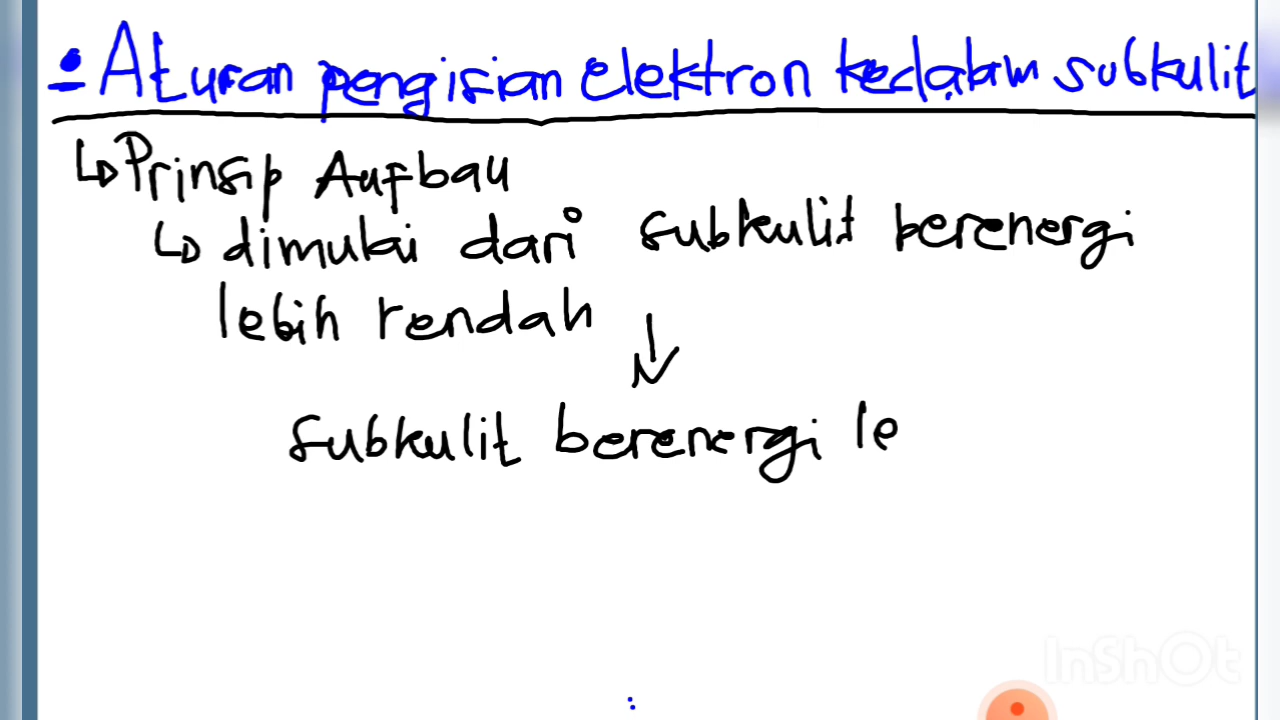 • Aturan pengisian elektron kedalam subkulit
↳ Prinsip Aufbau
↳ dimulai dari subkulit berenergi
lebih rendah ↓
subkulit berenergi le
InShOt